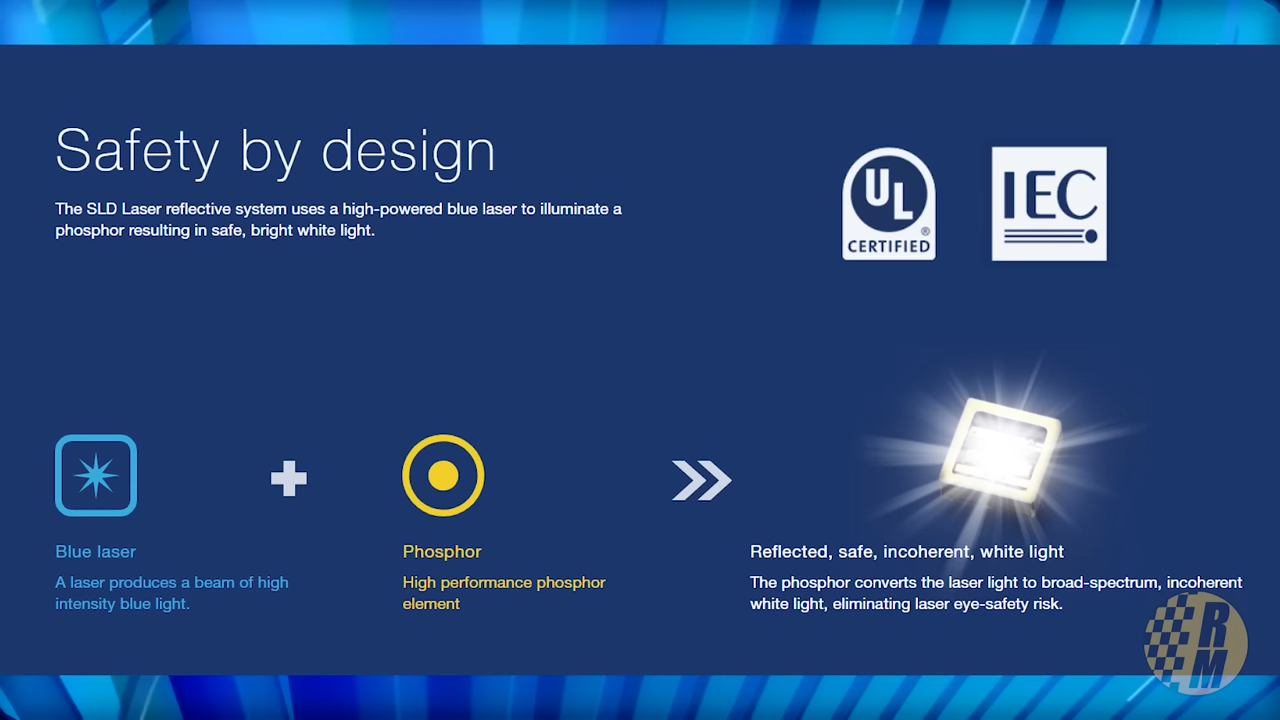 Safety by design
The SLD Laser reflective system uses a high-powered blue laser to illuminate a
phosphor resulting in safe, bright white light.
UL
®
CERTIFIED
IEC
Blue laser
A laser produces a beam of high
intensity blue light.
Phosphor
High performance phosphor
element
Reflected, safe, incoherent, white light
The phosphor converts the laser light to broad-spectrum, incoherent
white light, eliminating laser eye-safety risk.
R
M